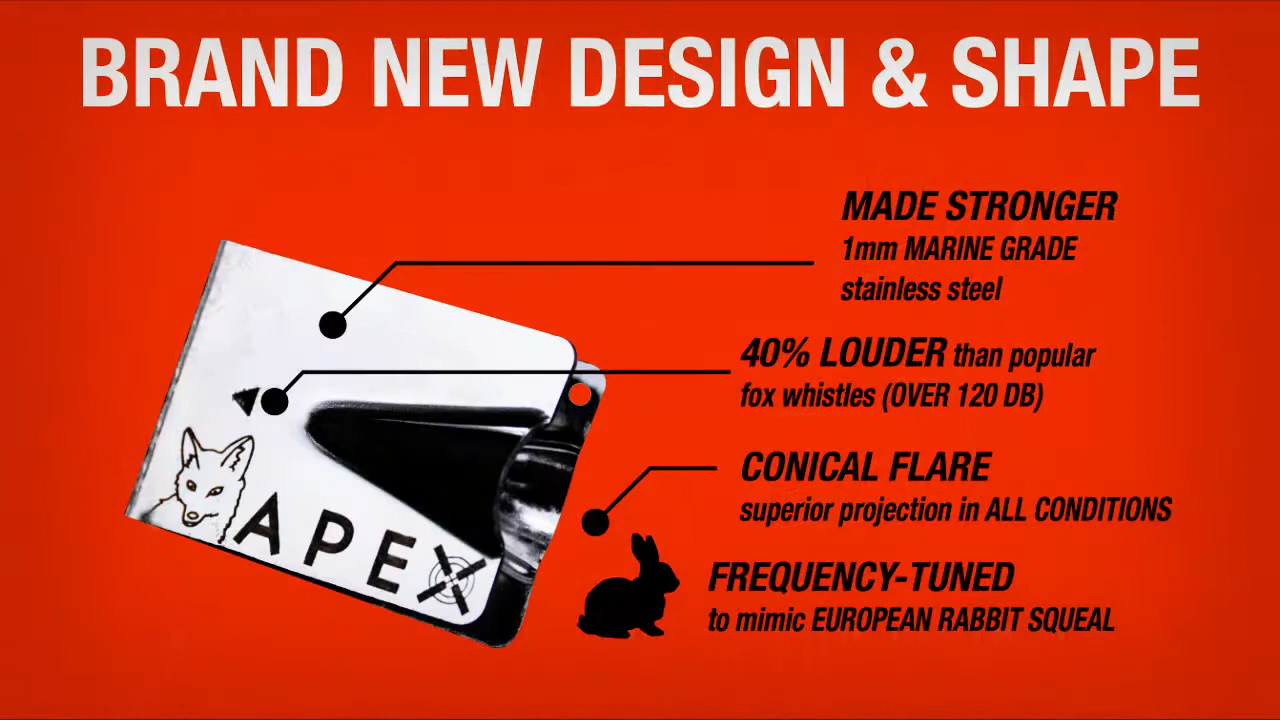 BRAND NEW DESIGN & SHAPE
MADE STRONGER
1mm MARINE GRADE
stainless steel
40% LOUDER than popular
fox whistles (OVER 120 DB)
CONICAL FLARE
superior projection in ALL CONDITIONS
APEX
FREQUENCY-TUNED
to mimic EUROPEAN RABBIT SQUEAL